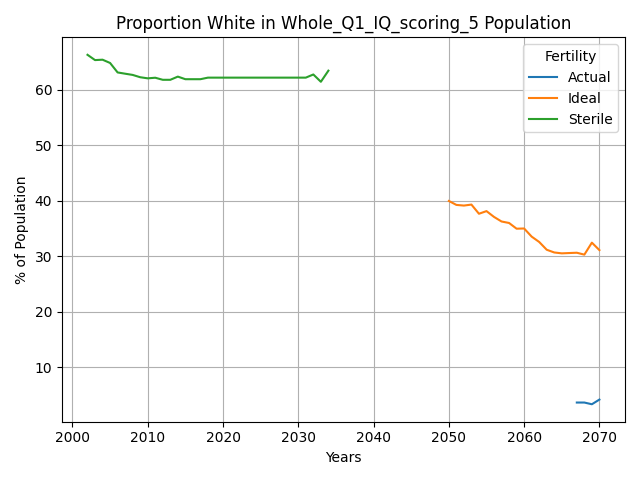 Proportion White in Whole_Q1_IQ_scoring_5 Population
Fertility
Actual
Ideal
Sterile
% of Population
60
50
40
30
20
10
2000 2010 2020 2030 2040 2050 2060 2070
Years